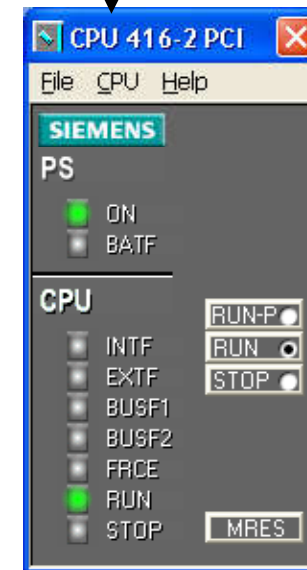 CPU 416-2 PCI
File CPU Help
SIEMENS
PS
ON
BATF
CPU
RUN-P
INTF
RUN
EXTF
STOP
BUSF1
BUSF2
FRCE
RUN
STOP
MRES